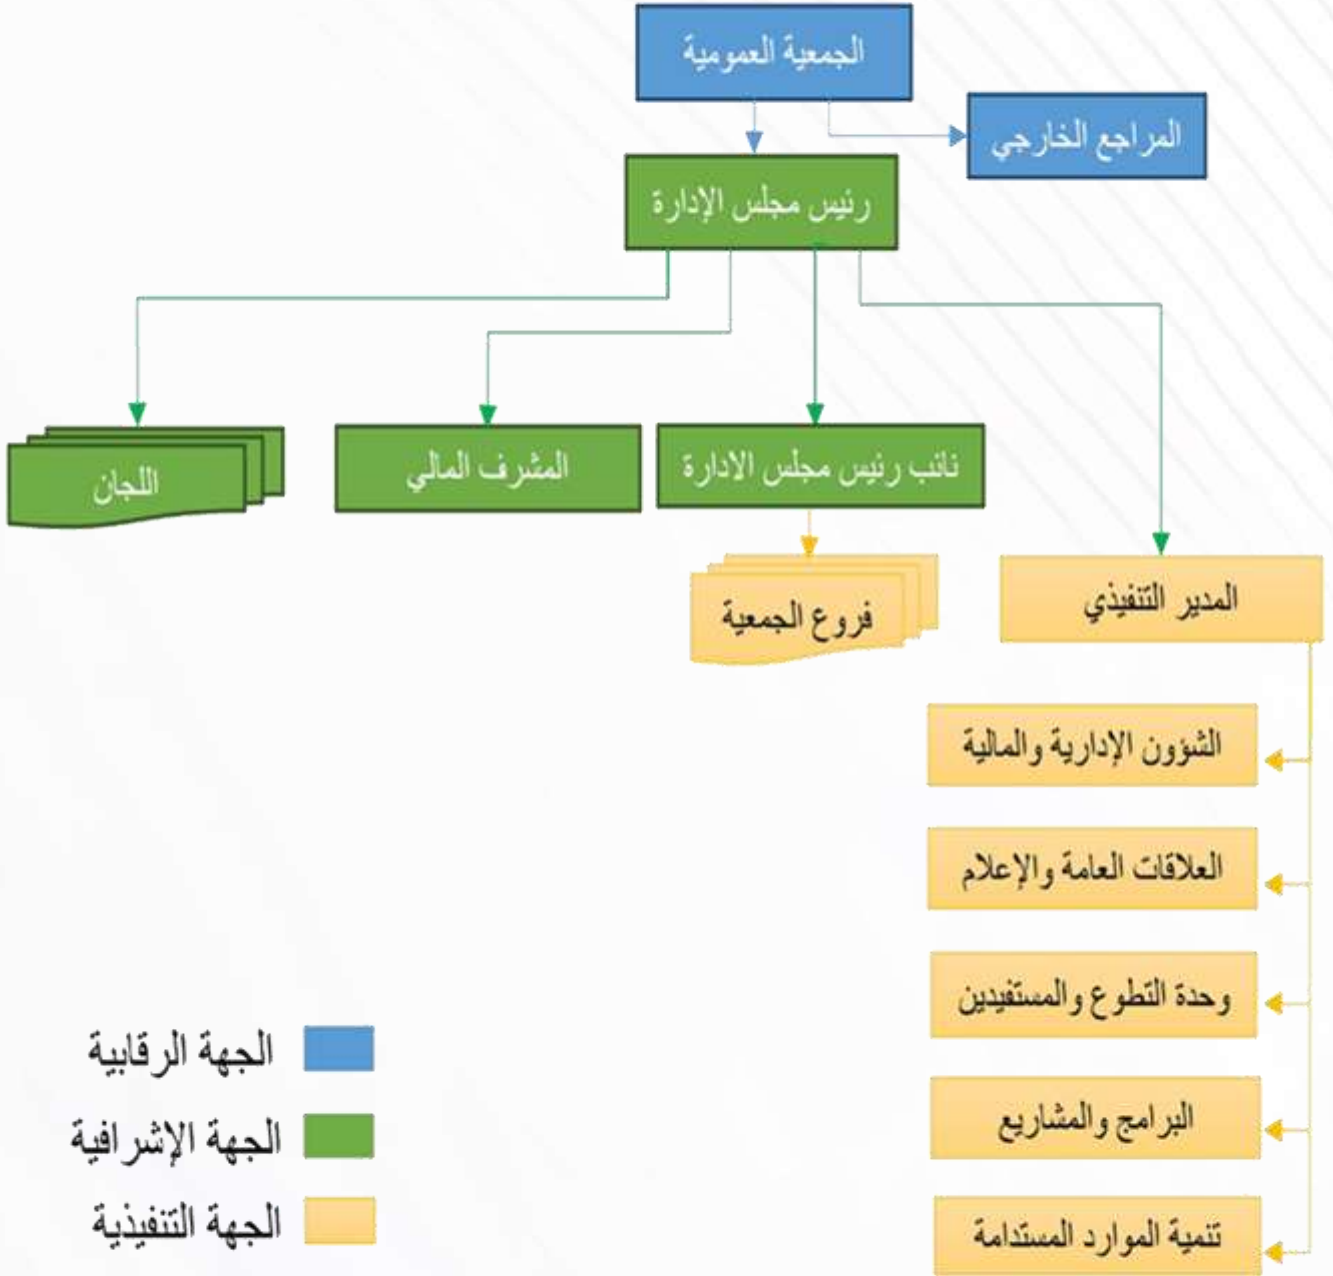 الجمعية العمومية
المراجع الخارجي
رئيس مجلس الإدارة
نائب رئيس مجلس الادارة
المشرف المالي
اللجان
المدير التنفيذي
فروع الجمعية
الشؤون الإدارية والمالية
العلاقات العامة والإعلام
وحدة التطوع والمستفيدين
البرامج والمشاريع
تنمية الموارد المستدامة
الجهة الرقابية
الجهة الإشرافية
الجهة التنفيذية